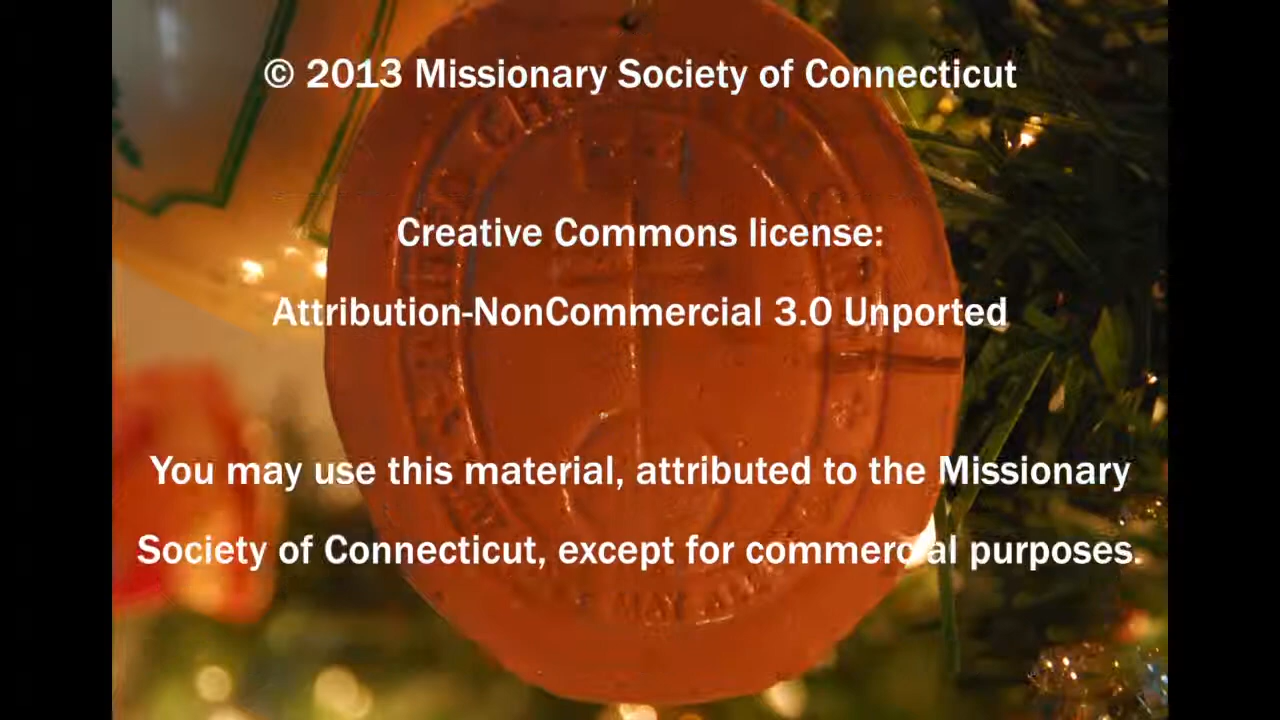 © 2013 Missionary Society of Connecticut
Creative Commons license:
Attribution-NonCommercial 3.0 Unported
You may use this material, attributed to the Missionary
Society of Connecticut, except for commercial purposes.
MAY